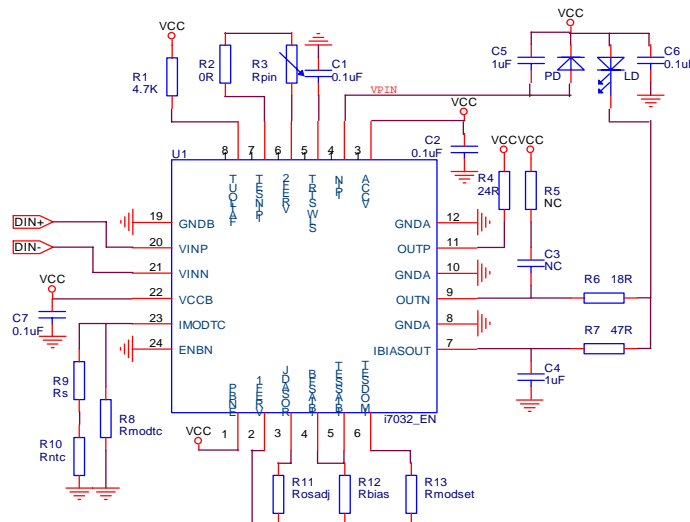 VCC
VCC
R1
4.7K
R2
0R
R3
Rpin
C1
0.1uF
C5
1uF
PD
LD
C6
VPIN
VCC
C2
0.1uF
VCC
VCC
R4
24R
R5
NC
U1
8
7
6
5
4
3
DIN+
DIN-
19
GNDB
20
VINP
21
VINN
22
VCCB
23
IMODTC
24
ENBN
GNDA
12
OUTP
11
GNDA
10
OUTN
9
GNDA
8
IBIASOUT
7
C3
NC
R6 18R
R7 47R
C4
1uF
VCC
C7
0.1uF
R9
Rs
R8
Rmodtc
R10
Rntc
i7032_EN
VCC
1
2
3
4
5
6
R11
Rosadj
R12
Rbias
R13
Rmodset